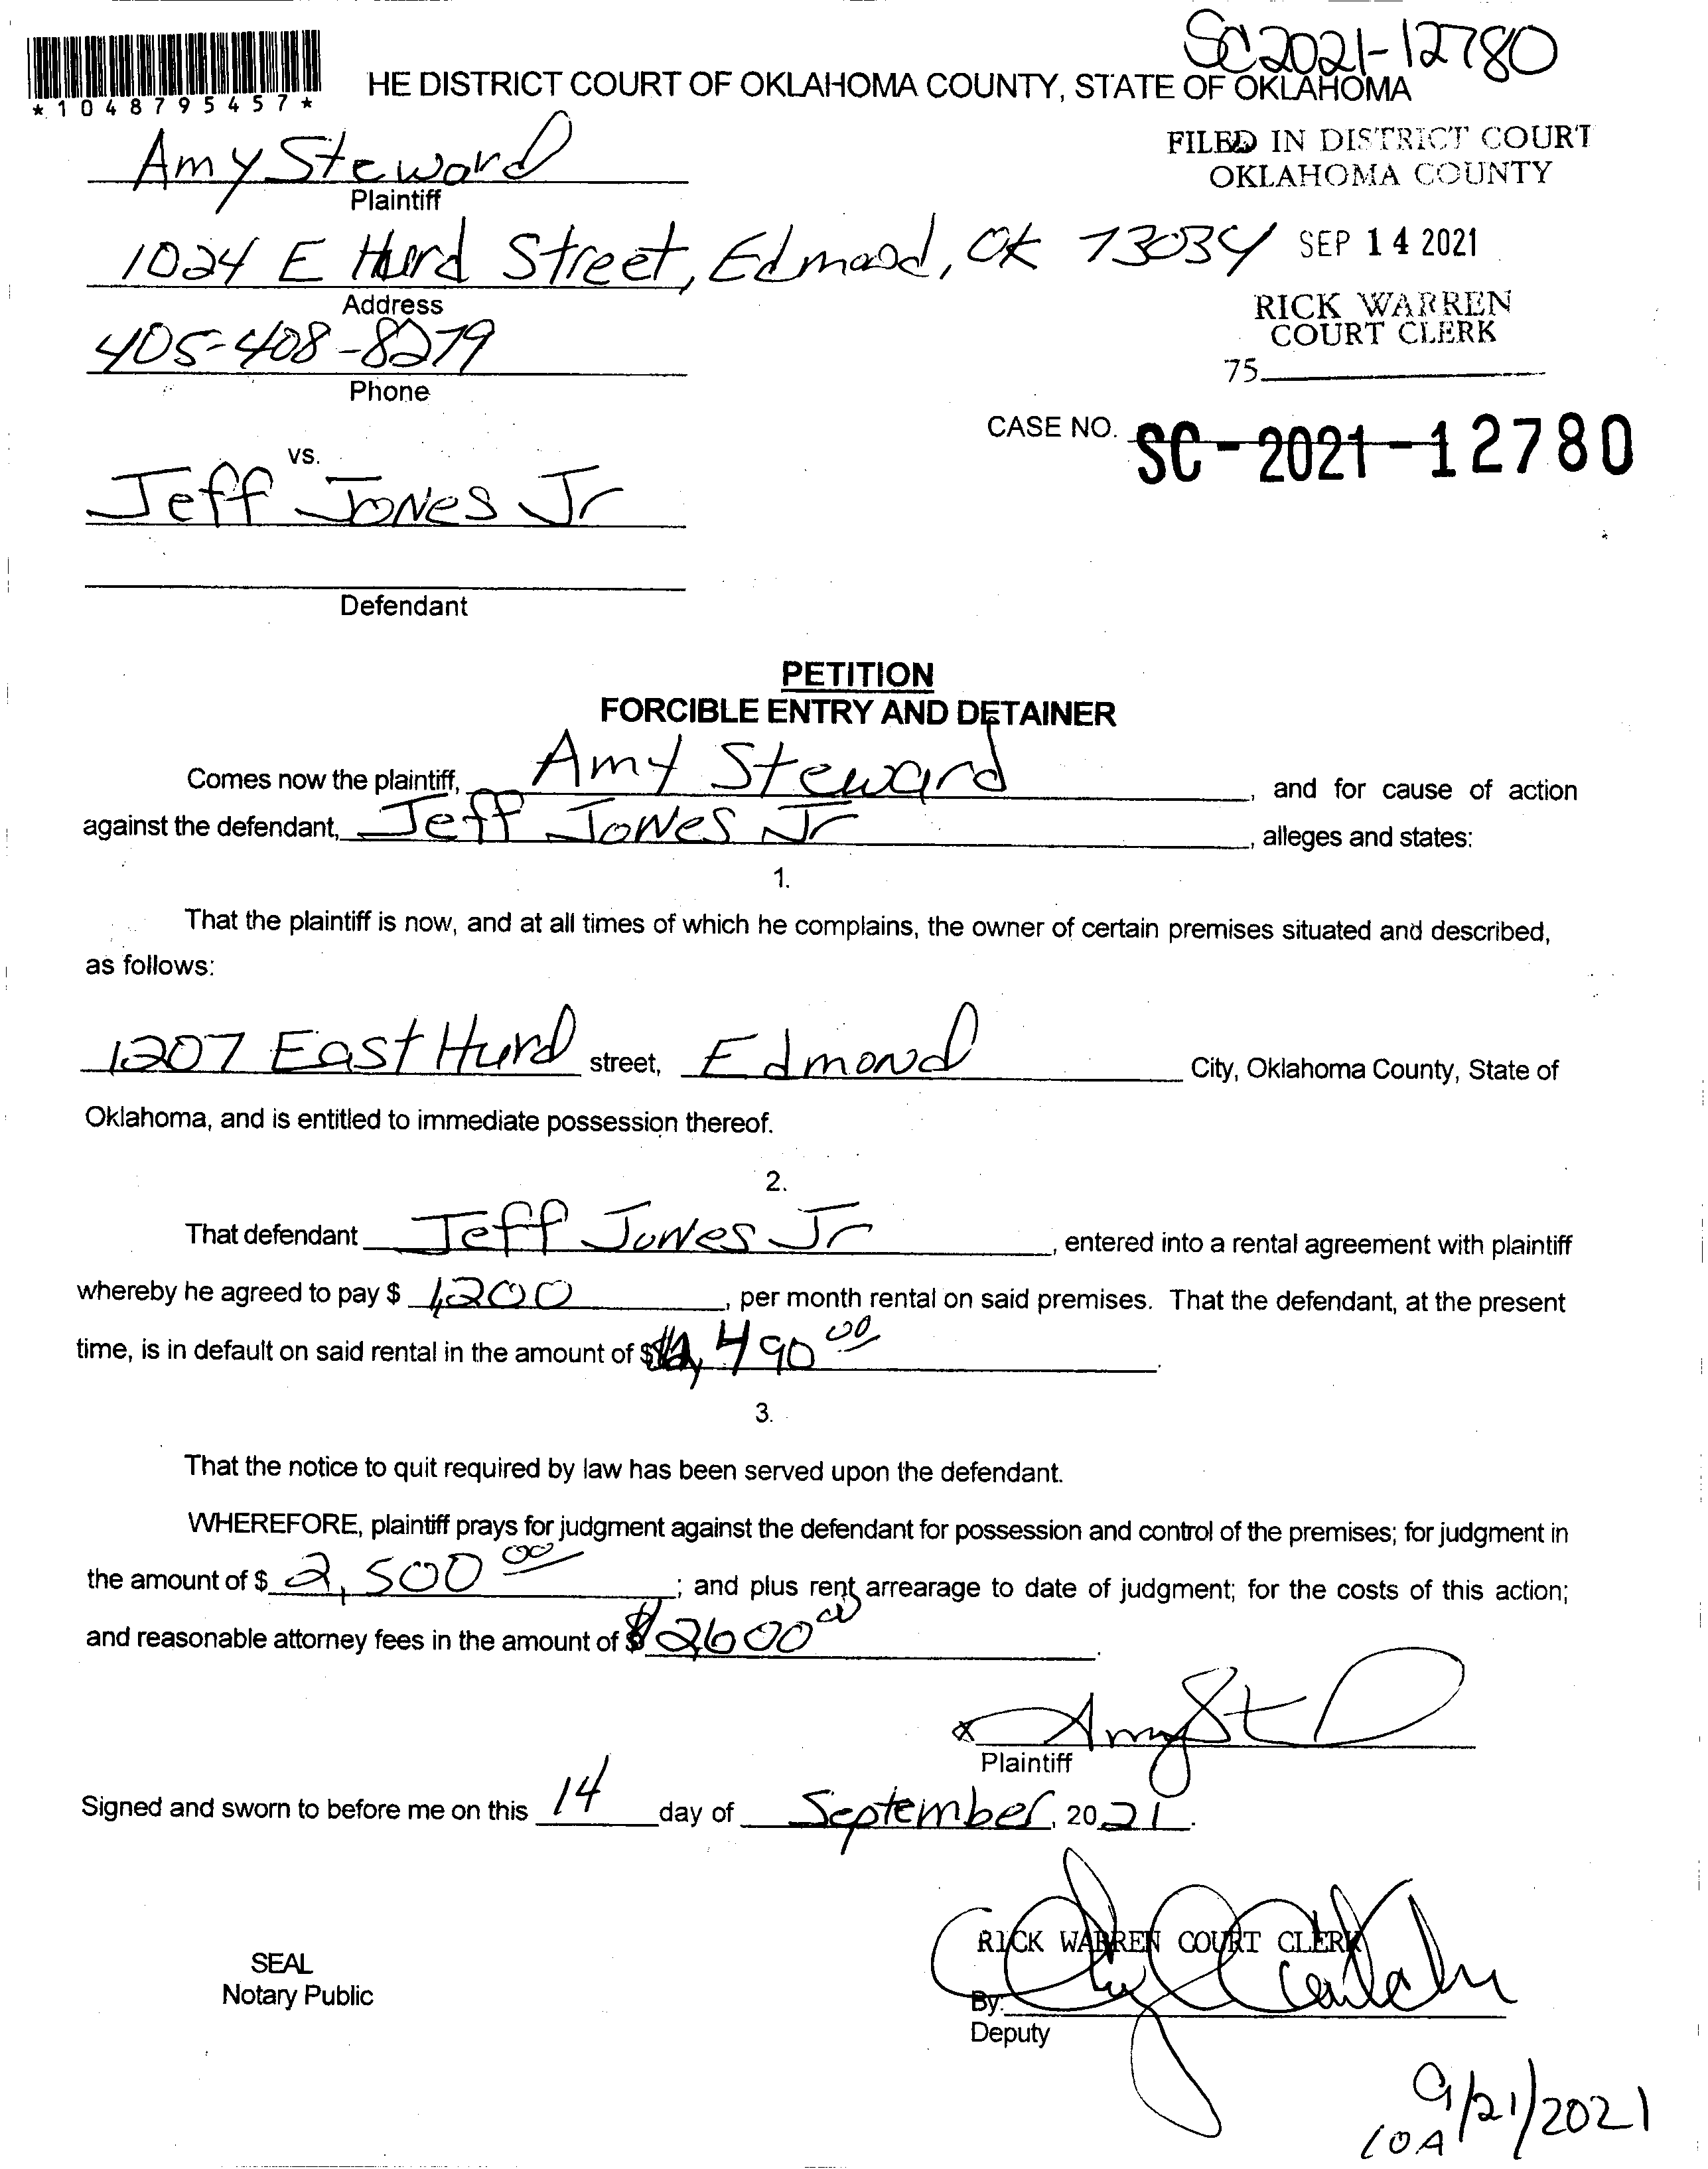 SC2021-12780
*1048795457*
HE DISTRICT COURT OF OKLAHOMA COUNTY, STATE OF OKLAHOMA
FILED IN DISTRICT COURT
OKLAHOMA COUNTY
Amy Steward
Plaintiff
1024 E Hurd Street, Edmond, OK 73034
SEP 14 2021
Address
RICK WARREN
COURT CLERK
405-408-8279
Phone
75
CASE NO. SC-2021-12780
vs.
Jeff Jones Jr
Defendant
PETITION
FORCIBLE ENTRY AND DETAINER
Comes now the plaintiff, Amy Steward, and for cause of action
against the defendant, Jeff Jones Jr, alleges and states:
1.
That the plaintiff is now, and at all times of which he complains, the owner of certain premises situated and described,
as follows:
1207 East Hurd street, Edmond City, Oklahoma County, State of
Oklahoma, and is entitled to immediate possession thereof.
2.
That defendant Jeff Jones Jr, entered into a rental agreement with plaintiff
whereby he agreed to pay $ 1,200, per month rental on said premises. That the defendant, at the present
time, is in default on said rental in the amount of
3.
That the notice to quit required by law has been served upon the defendant.
WHEREFORE, plaintiff prays for judgment against the defendant for possession and control of the premises; for judgment in
the amount of $ 2,500 00; and plus rent arrearage to date of judgment; for the costs of this action;
and reasonable attorney fees in the amount of $ 2600 00.
x Amy St
Plaintiff
Signed and sworn to before me on this 14 day of September, 2021.
RICK WARREN COURT CLERK
SEAL
Notary Public
By:
Deputy
9/21/2021
10A